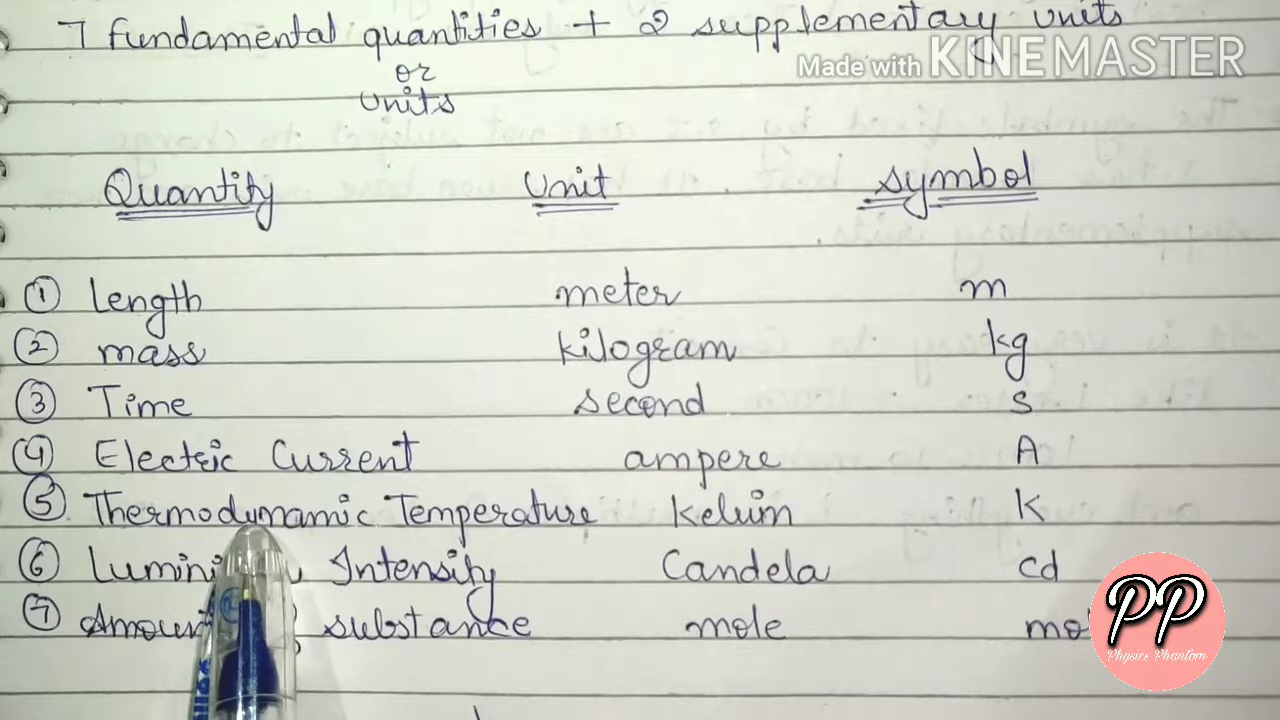 7 fundamental quantities + 2 supplementary units
Made with KINEMASTER
or
units
Quantity Unit symbol
① Length meter m
② mass kilogram kg
③ Time second s
④ Electric Current ampere A
⑤ Thermodynamic Temperature Kelvin K
⑥ Intensity Candela cd
⑦ substance mole
PP
Physics Phantom